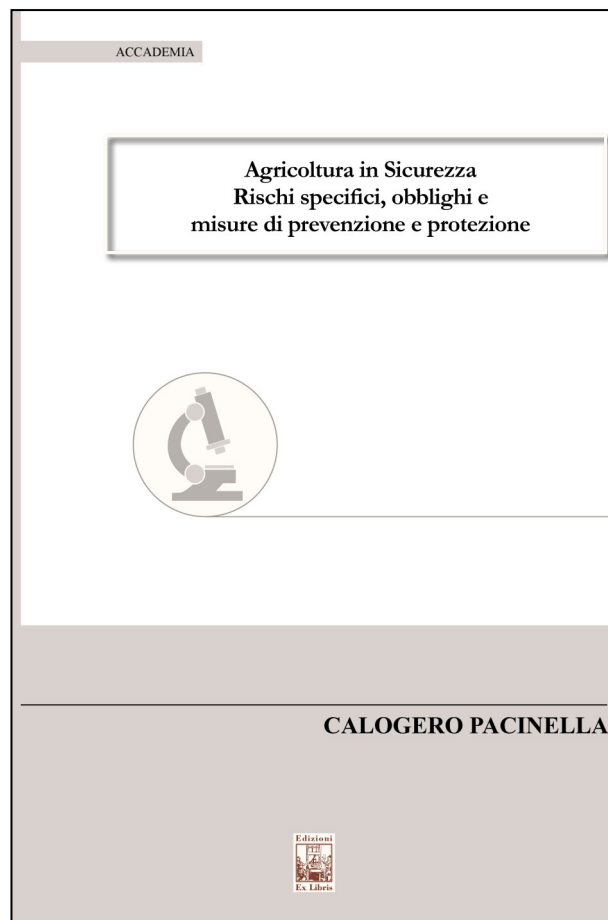 ACCADEMIA
Agricoltura in Sicurezza
Rischi specifici, obblighi e
misure di prevenzione e protezione
CALOGERO PACINELLA
Edizioni
Ex Libris